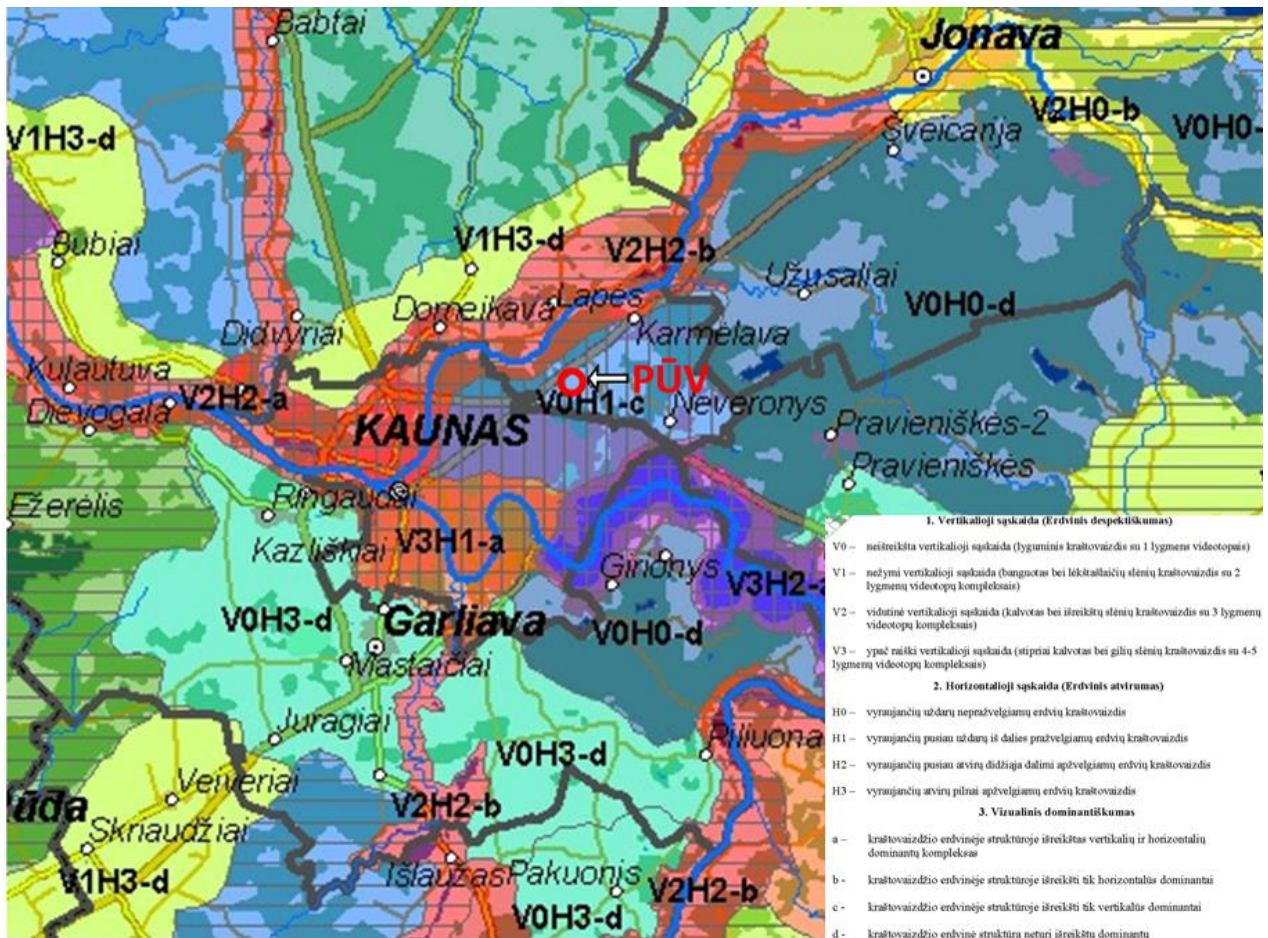 Babtai
Jonava
V1H3-d
V2H0-b
V0H0-
Šveicarija
Bubiai
V1H3-d
V2H2-b
Užusaliai
Domeikava
Lapės
V0H0-d
Didvyriai
Karmėlava
Kulautuva
PŪV
V2H2-a
V0H1-c
Dievogala
Neveronys
KAUNAS
Pravieniškės-2
Pravieniškės
Ežerėlis
Ringaudai
Kazliškiai
V3H1-a
Girionys
V3H2-a
V0H3-d
Garliava
V0H0-d
Mastaičiai
Juragiai
V0H3-d
Piliuona
Veiveriai
V2H2-b
lūda
Skriaudžiai
V1H3-d
Išlaužas
Pakuonis
V2H2-b
V0H3-d
1. Vertikalioji sąskaida (Erdvinis despektiškumas)
V0 – neišreikšta vertikalioji sąskaida (lyguminis kraštovaizdis su 1 lygmens videotopais)
V1 – nežymi vertikalioji sąskaida (banguotas bei lėkštašlaičių slėnių kraštovaizdis su 2
lygmenų videotopų kompleksais)
V2 – vidutinė vertikalioji sąskaida (kalvotas bei išreikštų slėnių kraštovaizdis su 3 lygmenų
videotopų kompleksais)
V3 – ypač raiški vertikalioji sąskaida (stipriai kalvotas bei gilių slėnių kraštovaizdis su 4-5
lygmenų videotopų kompleksais)
2. Horizontalioji sąskaida (Erdvinis atvirumas)
H0 – vyraujančių uždarų nepražvelgiamų erdvių kraštovaizdis
H1 – vyraujančių pusiau uždarų iš dalies pražvelgiamų erdvių kraštovaizdis
H2 – vyraujančių pusiau atvirų didžiąja dalimi apžvelgiamų erdvių kraštovaizdis
H3 – vyraujančių atvirų pilnai apžvelgiamų erdvių kraštovaizdis
3. Vizualinis dominantiškumas
a – kraštovaizdžio erdvinėje struktūroje išreikštas vertikalių ir horizontalių
dominantų kompleksas
b - kraštovaizdžio erdvinėje struktūroje išreikšti tik horizontalūs dominantai
c - kraštovaizdžio erdvinėje struktūroje išreikšti tik vertikalūs dominantai
d - kraštovaizdžio erdvinė struktūra neturi išreikštų dominantų